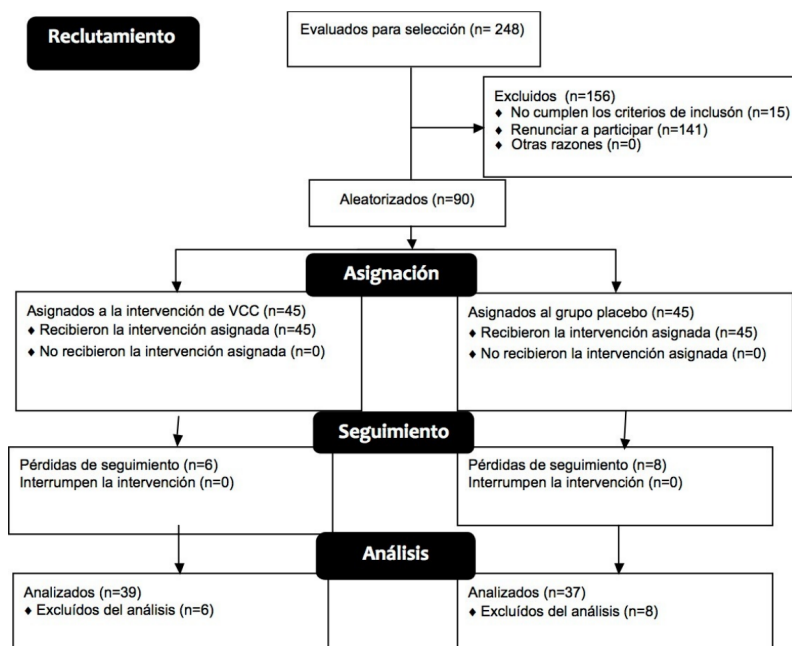 Reclutamiento
Evaluados para selección (n= 248)
Excluidos (n=156)
♦ No cumplen los criterios de inclusón (n=15)
♦ Renunciar a participar (n=141)
♦ Otras razones (n=0)
Aleatorizados (n=90)
Asignación
Asignados a la intervención de VCC (n=45)
♦ Recibieron la intervención asignada (n=45)
♦ No recibieron la intervención asignada (n=0)
Asignados al grupo placebo (n=45)
♦ Recibieron la intervención asignada (n=45)
♦ No recibieron la intervención asignada (n=0)
Seguimiento
Pérdidas de seguimiento (n=6)
Interrumpen la intervención (n=0)
Pérdidas de seguimiento (n=8)
Interrumpen la intervención (n=0)
Análisis
Analizados (n=39)
♦ Excluídos del análisis (n=6)
Analizados (n=37)
♦ Excluídos del análisis (n=8)